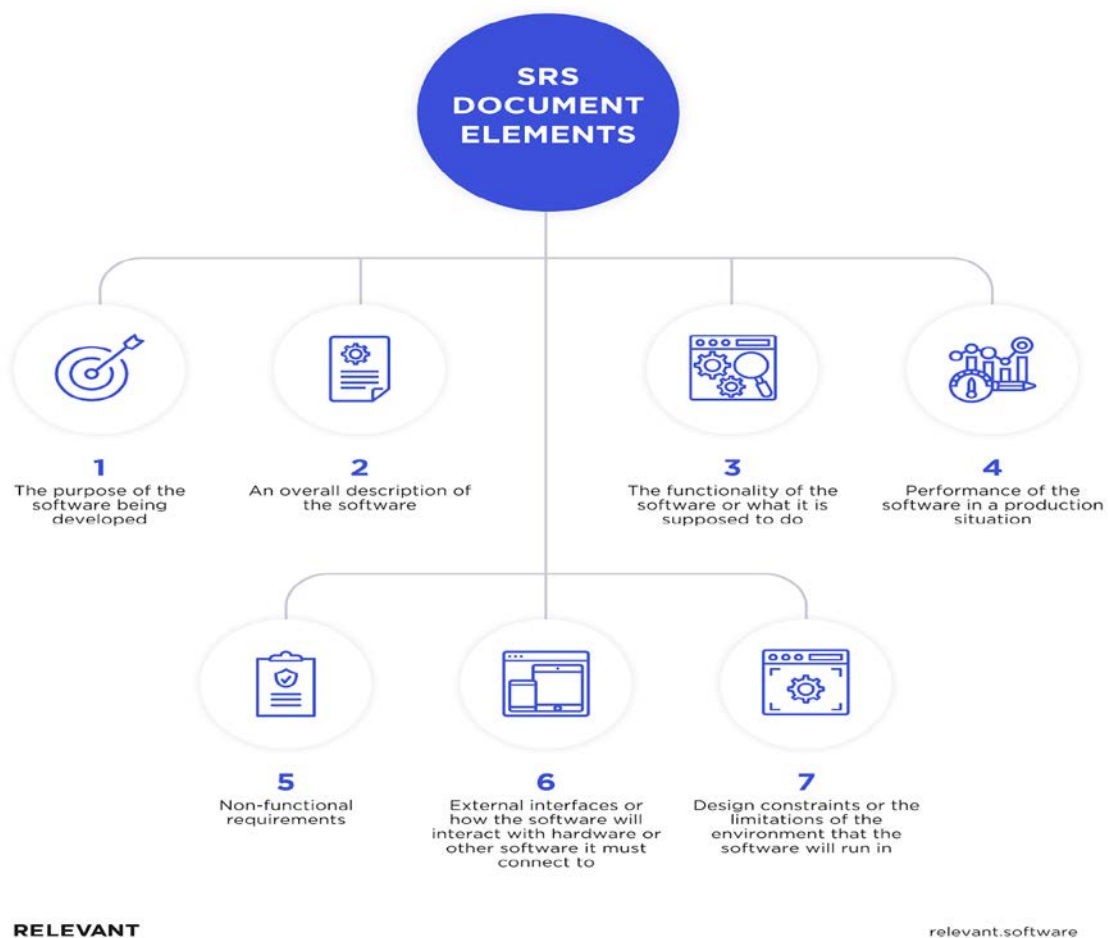 SRS
DOCUMENT
ELEMENTS
1
The purpose of the
software being
developed
2
An overall description of
the software
3
The functionality of the
software or what it is
supposed to do
4
Performance of the
software in a production
situation
5
Non-functional
requirements
6
External interfaces or
how the software will
interact with hardware or
other software it must
connect to
7
Design constraints or the
limitations of the
environment that the
software will run in
RELEVANT
relevant.software